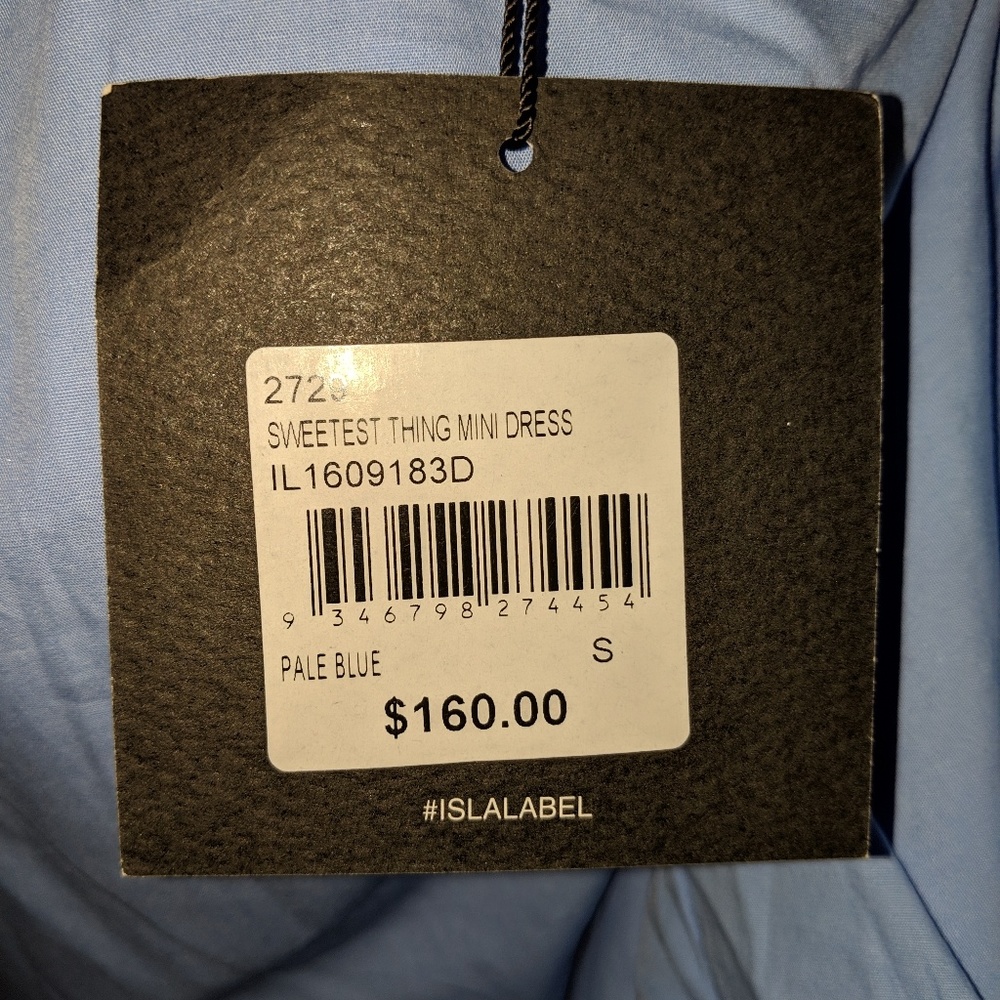 SWEETEST THING MINI DRESS
IL1609183D
9 346798 274454
PALE BLUE
S
$160.00
#ISLALABEL